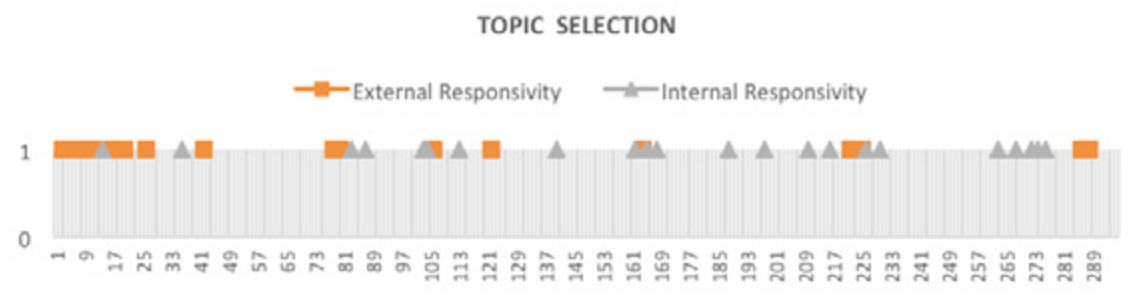 TOPIC SELECTION
External Responsivity Internal Responsivity
1
0
1 9 17 25 33 41 49 57 65 73 81 89 97 105 113 121 129 137 145 153 161 169 177 185 193 201 209 217 225 233 241 249 257 265 273 281 289